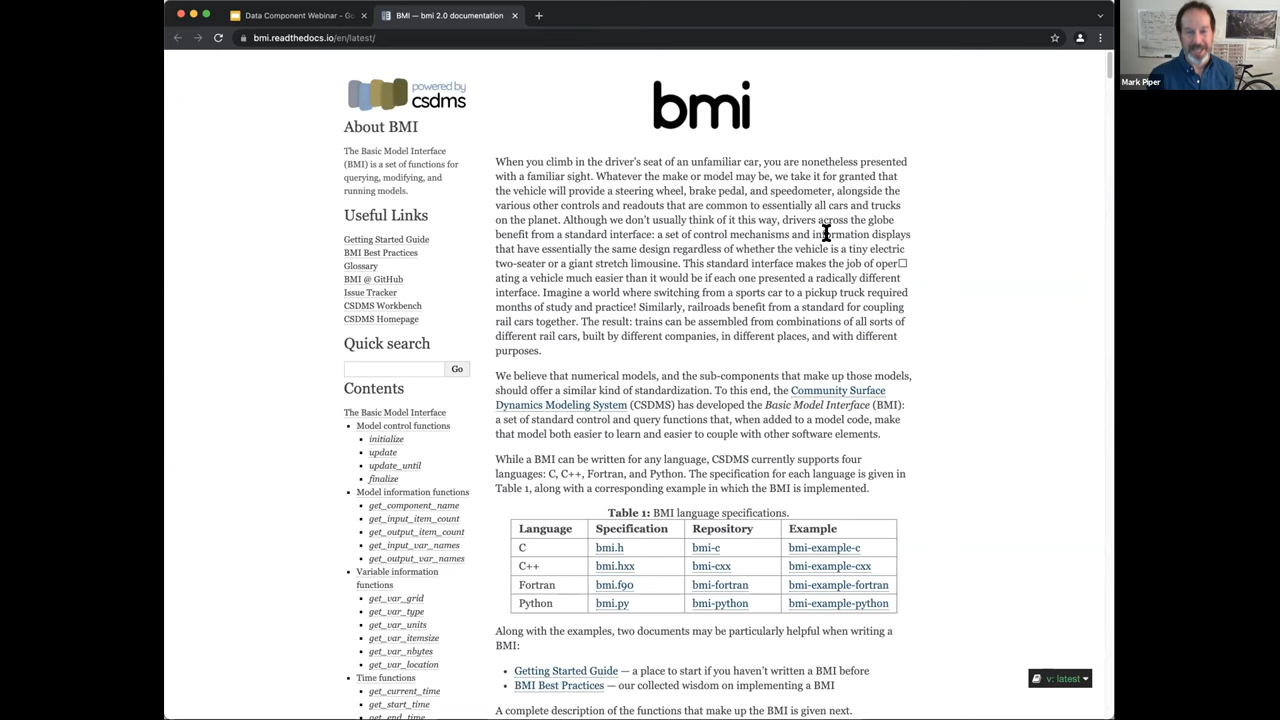 Data Component Webinar - Go
BMI — bmi 2.0 documentation
bmi.readthedocs.io/en/latest/
Mark Piper
powered by
csdms
About BMI
The Basic Model Interface
(BMI) is a set of functions for
querying, modifying, and
running models.
Useful Links
Getting Started Guide
BMI Best Practices
Glossary
BMI @ GitHub
Issue Tracker
CSDMS Workbench
CSDMS Homepage
Quick search
Go
Contents
The Basic Model Interface
Model control functions
initialize
update
update_until
finalize
Model information functions
get_component_name
get_input_item_count
get_output_item_count
get_input_var_names
get_output_var_names
Variable information
functions
get_var_grid
get_var_type
get_var_units
get_var_itemsize
get_var_nbytes
get_var_location
Time functions
get_current_time
get_start_time
get_end_time
bmi
When you climb in the driver's seat of an unfamiliar car, you are nonetheless presented
with a familiar sight. Whatever the make or model may be, we take it for granted that
the vehicle will provide a steering wheel, brake pedal, and speedometer, alongside the
various other controls and readouts that are common to essentially all cars and trucks
on the planet. Although we don't usually think of it this way, drivers across the globe
benefit from a standard interface: a set of control mechanisms and information displays
that have essentially the same design regardless of whether the vehicle is a tiny electric
two-seater or a giant stretch limousine. This standard interface makes the job of oper□
ating a vehicle much easier than it would be if each one presented a radically different
interface. Imagine a world where switching from a sports car to a pickup truck required
months of study and practice! Similarly, railroads benefit from a standard for coupling
rail cars together. The result: trains can be assembled from combinations of all sorts of
different rail cars, built by different companies, in different places, and with different
purposes.
We believe that numerical models, and the sub-components that make up those models,
should offer a similar kind of standardization. To this end, the Community Surface
Dynamics Modeling System (CSDMS) has developed the Basic Model Interface (BMI):
a set of standard control and query functions that, when added to a model code, make
that model both easier to learn and easier to couple with other software elements.
While a BMI can be written for any language, CSDMS currently supports four
languages: C, C++, Fortran, and Python. The specification for each language is given in
Table 1, along with a corresponding example in which the BMI is implemented.
Table 1: BMI language specifications.
Language Specification Repository Example
C bmi.h bmi-c bmi-example-c
C++ bmi.hxx bmi-cxx bmi-example-cxx
Fortran bmi.f90 bmi-fortran bmi-example-fortran
Python bmi.py bmi-python bmi-example-python
Along with the examples, two documents may be particularly helpful when writing a
BMI:
Getting Started Guide — a place to start if you haven't written a BMI before
BMI Best Practices — our collected wisdom on implementing a BMI
A complete description of the functions that make up the BMI is given next.
v: latest